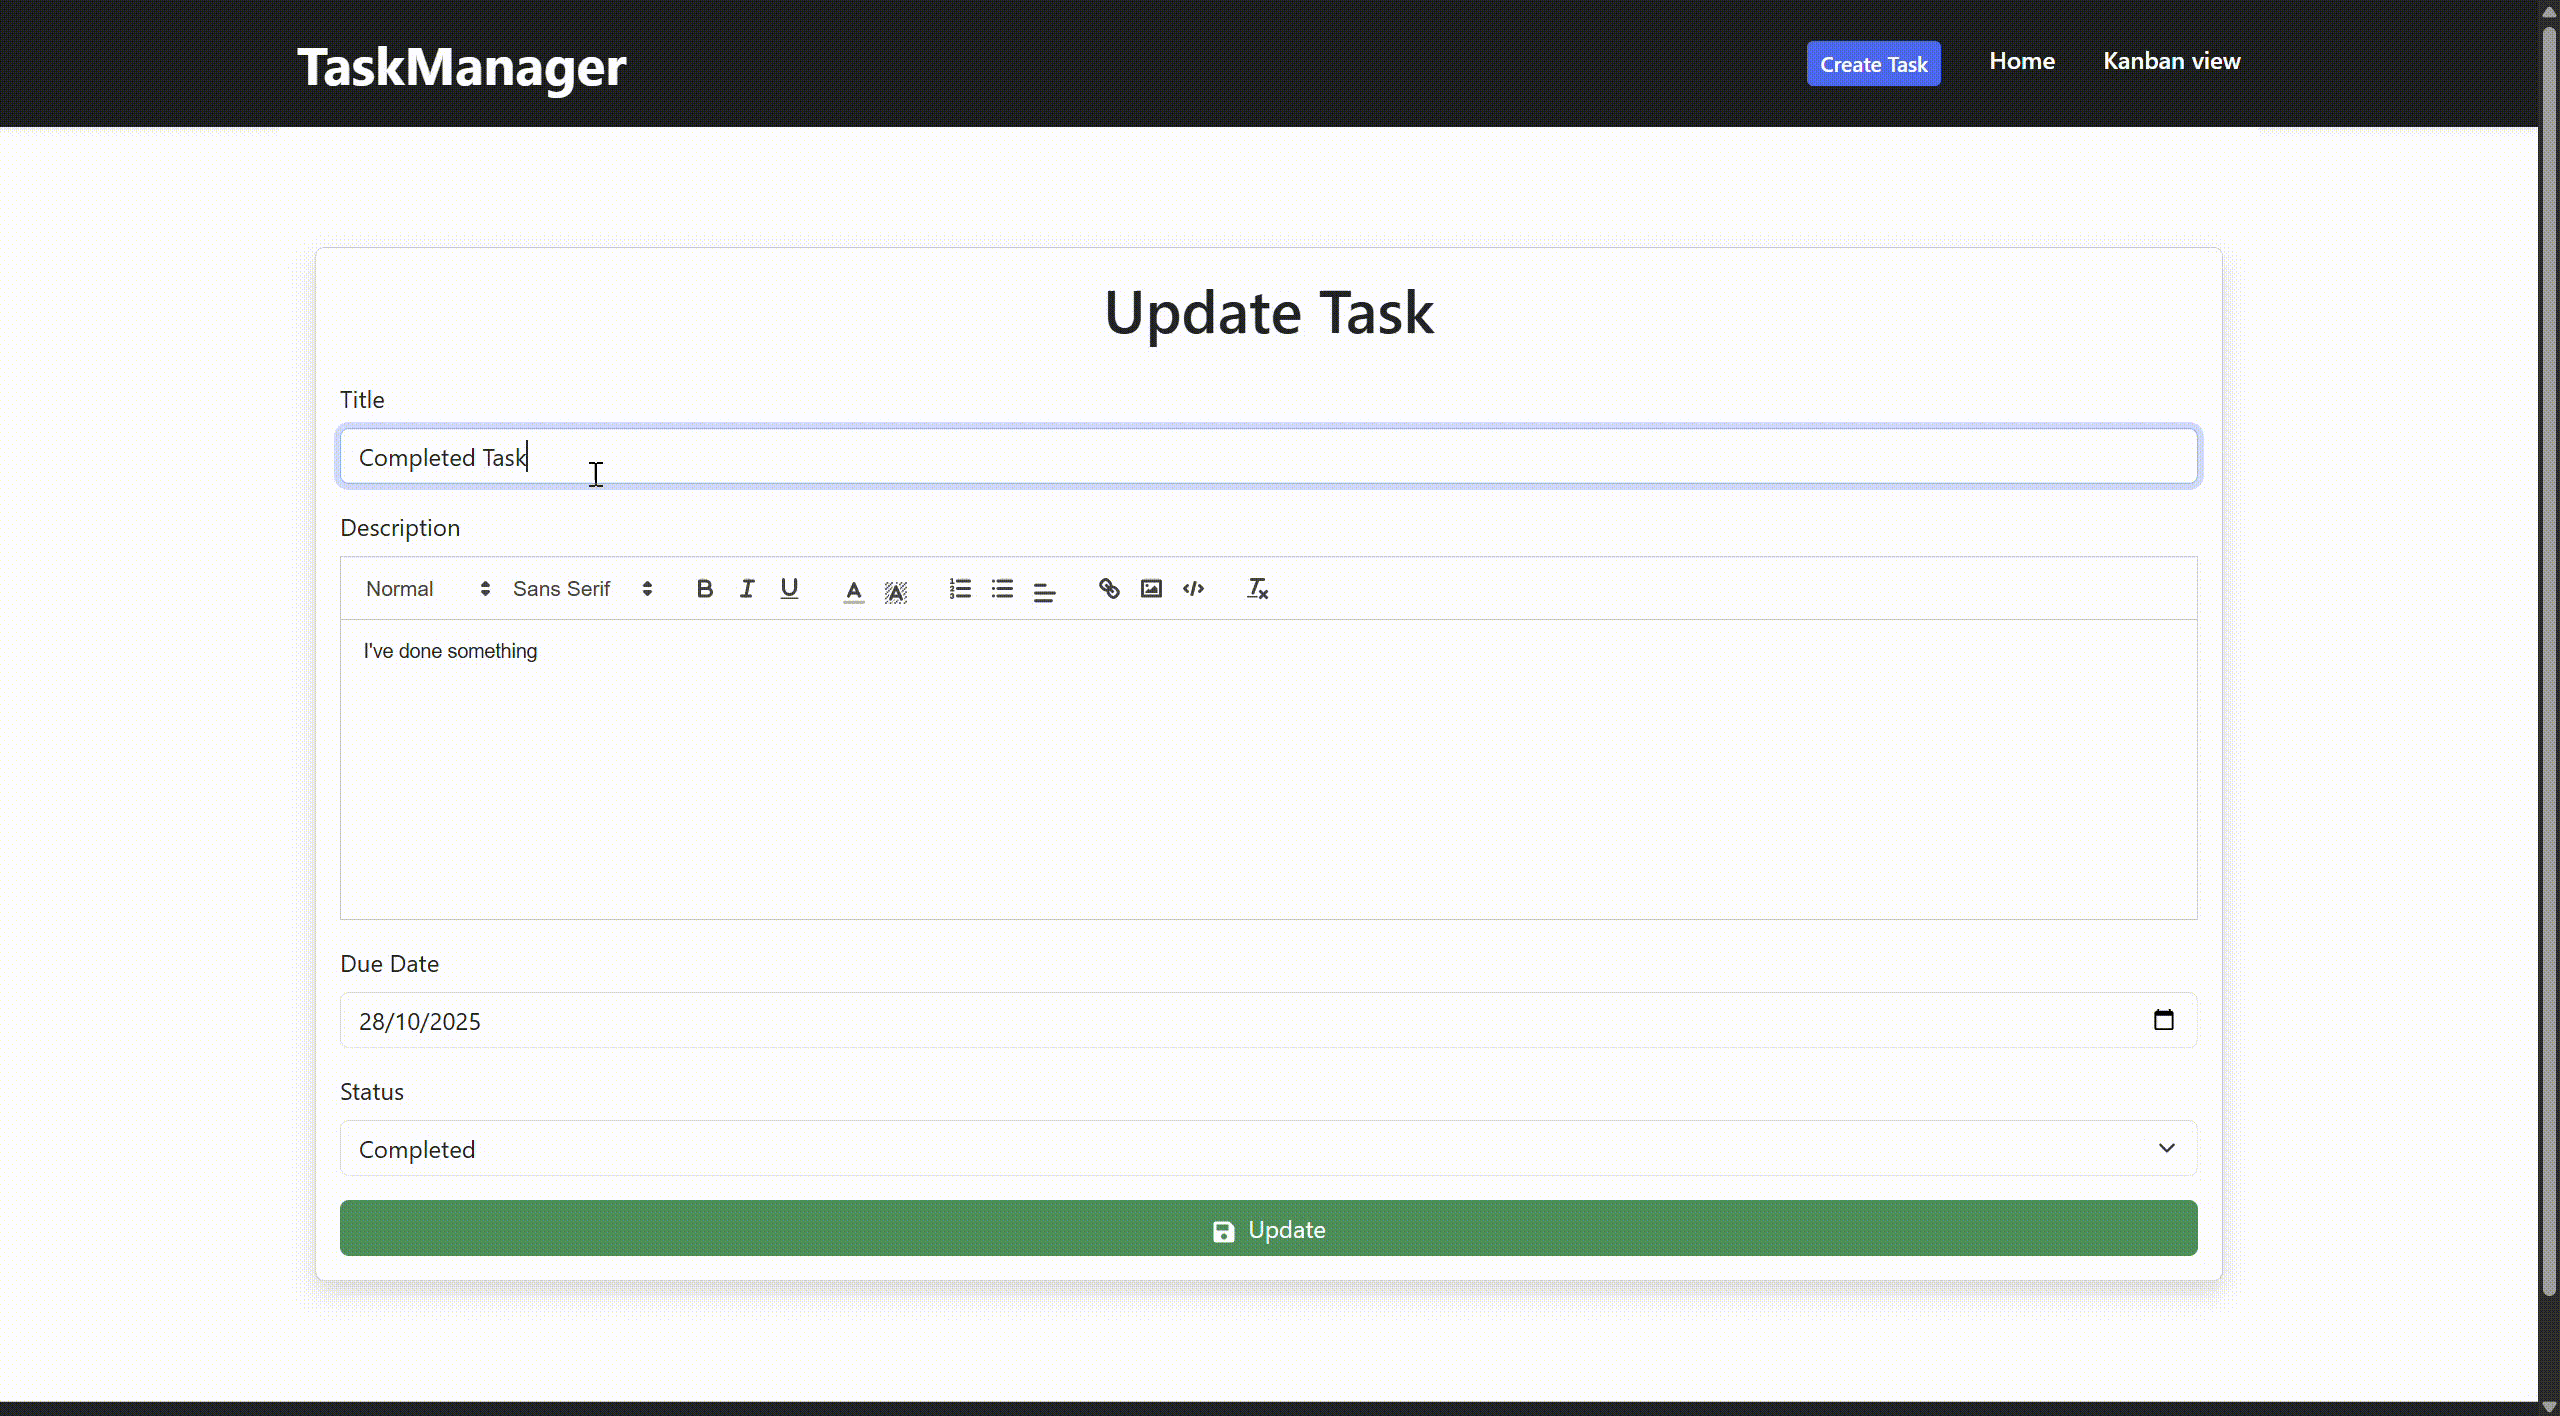 TaskManager
Create Task Home Kanban view
Update Task
Title
Completed Task
Description
Normal Sans Serif
I've done something
Due Date
28/10/2025
Status
Completed
Update